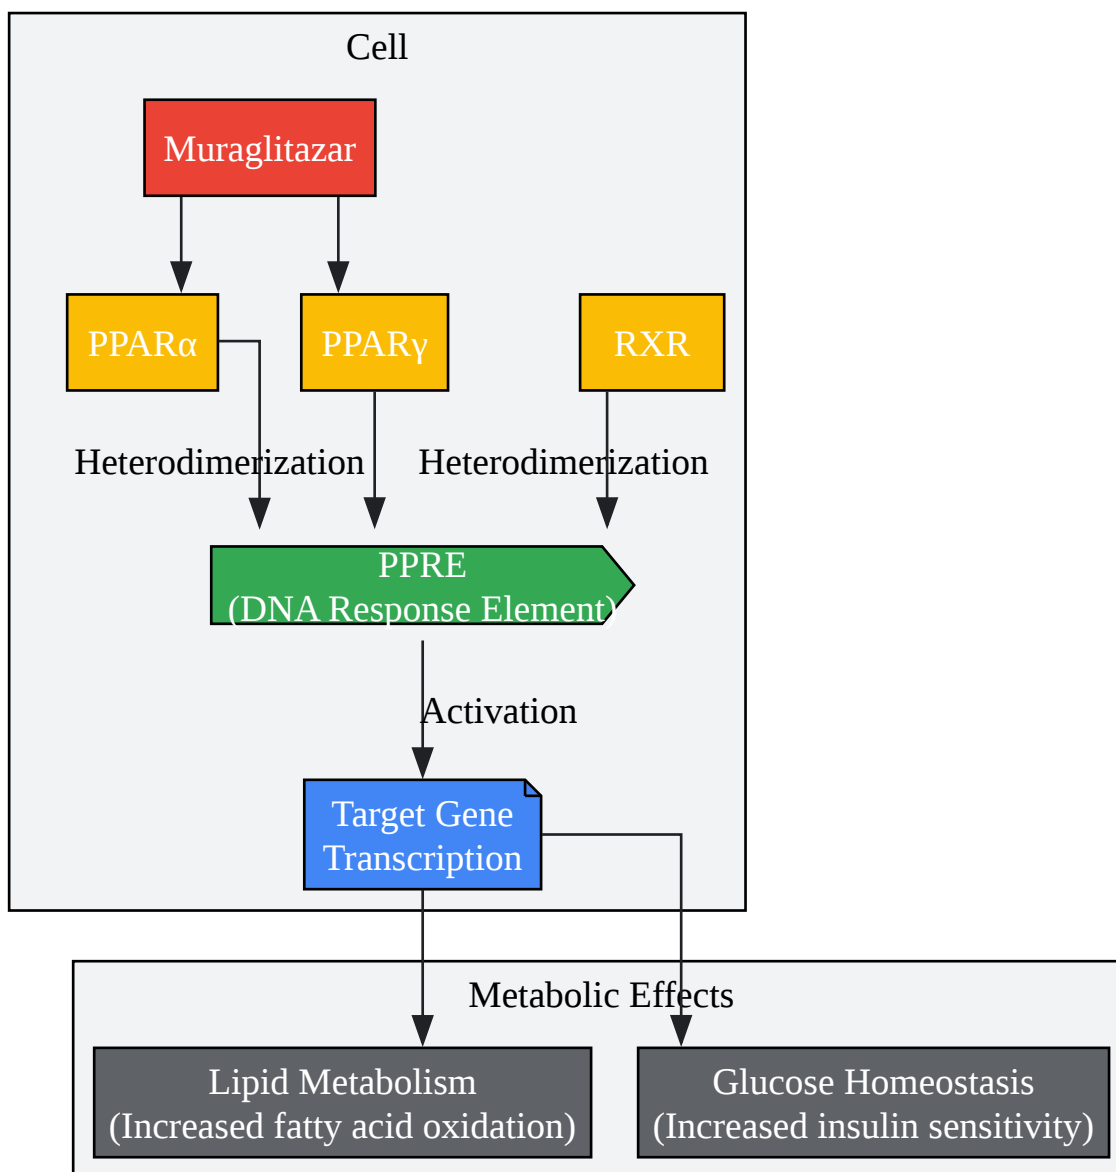 Cell
Muraglitazar
PPARα
PPARγ
RXR
Heterodimerization
Heterodimerization
PPRE
(DNA Response Element)
Activation
Target Gene
Transcription
Metabolic Effects
Lipid Metabolism
(Increased fatty acid oxidation)
Glucose Homeostasis
(Increased insulin sensitivity)